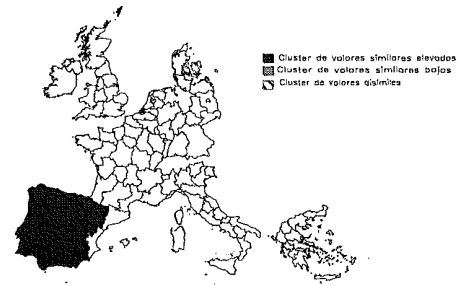 Cluster de valores similares elevados
Cluster de valores similares bajos
Cluster de valores disímiles